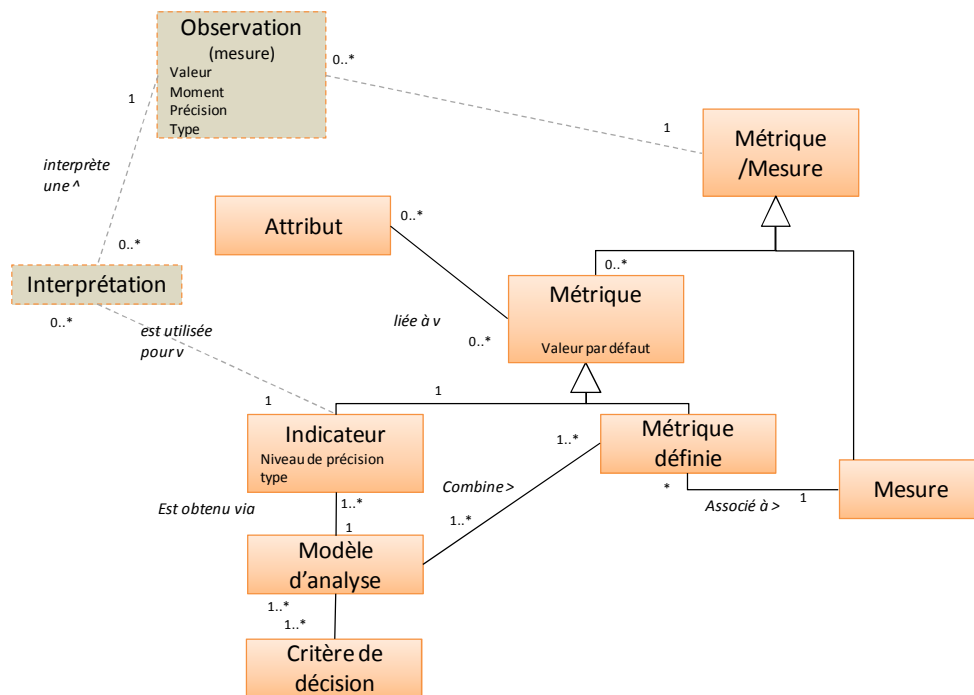 Observation
(mesure)
Valeur
Moment
Précision
Type
0..*
1
1
Métrique
/Mesure
interprète
une ^
0..*
Attribut
0..*
Interprétation
0..*
0..*
Métrique
Valeur par défaut
liée à v
0..*
est utilisée
pour v
1
1
Indicateur
Niveau de précision
type
1..*
Métrique
définie
Combine >
*
Associé à >
1
Mesure
Est obtenu via
1..*
1
1..*
Modèle
d’analyse
1..*
1..*
Critère de
décision